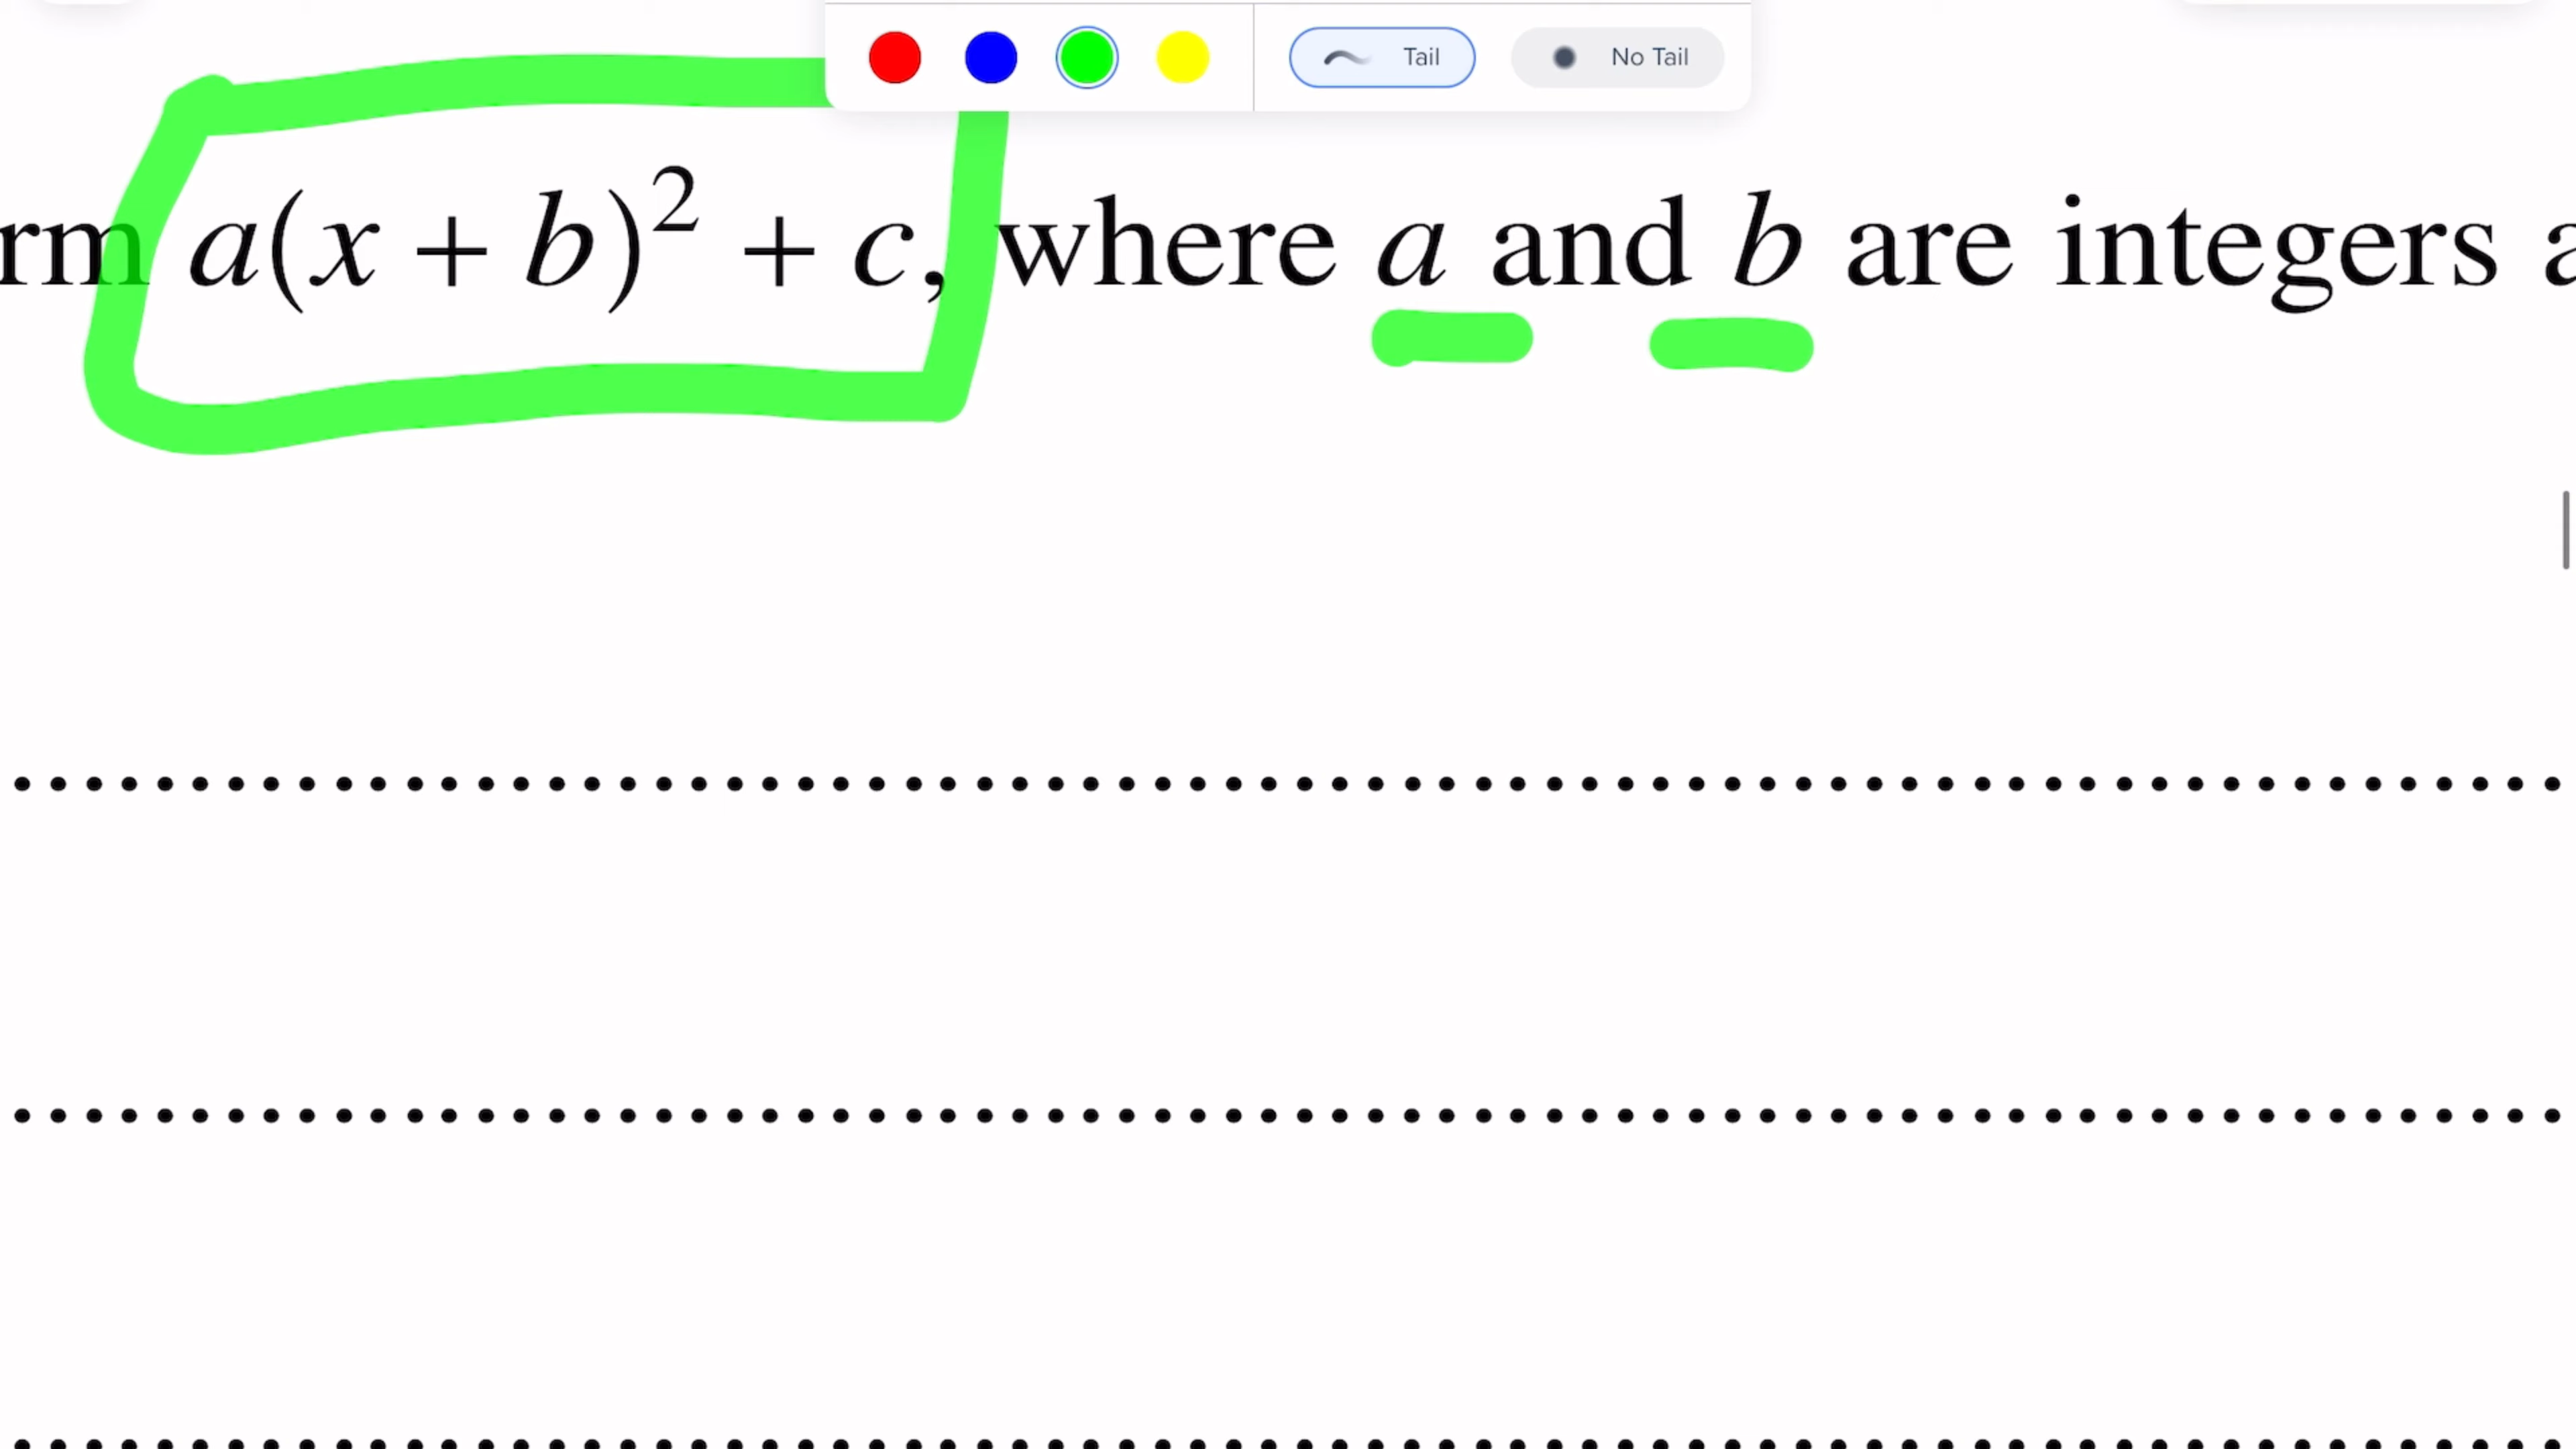 Tail No Tail
rm a(x + b)² + c, where a and b are integers a